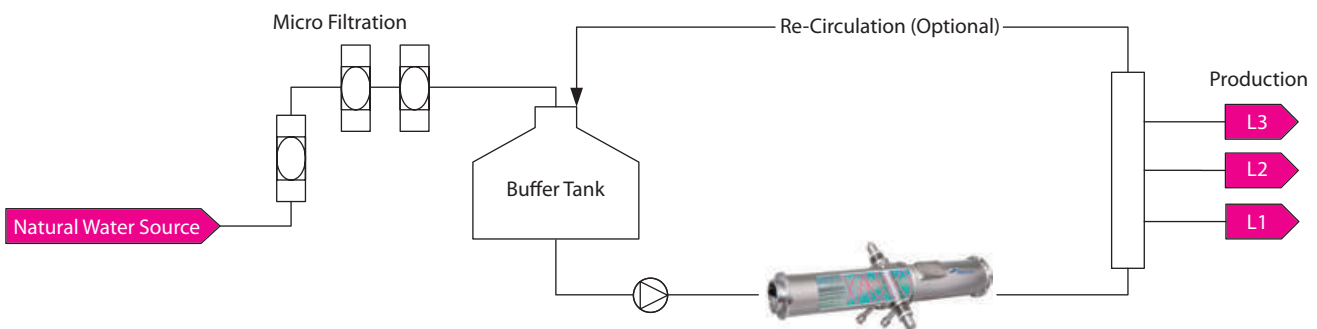 Micro Filtration
Re-Circulation (Optional)
Production
L3
L2
L1
Buffer Tank
Natural Water Source